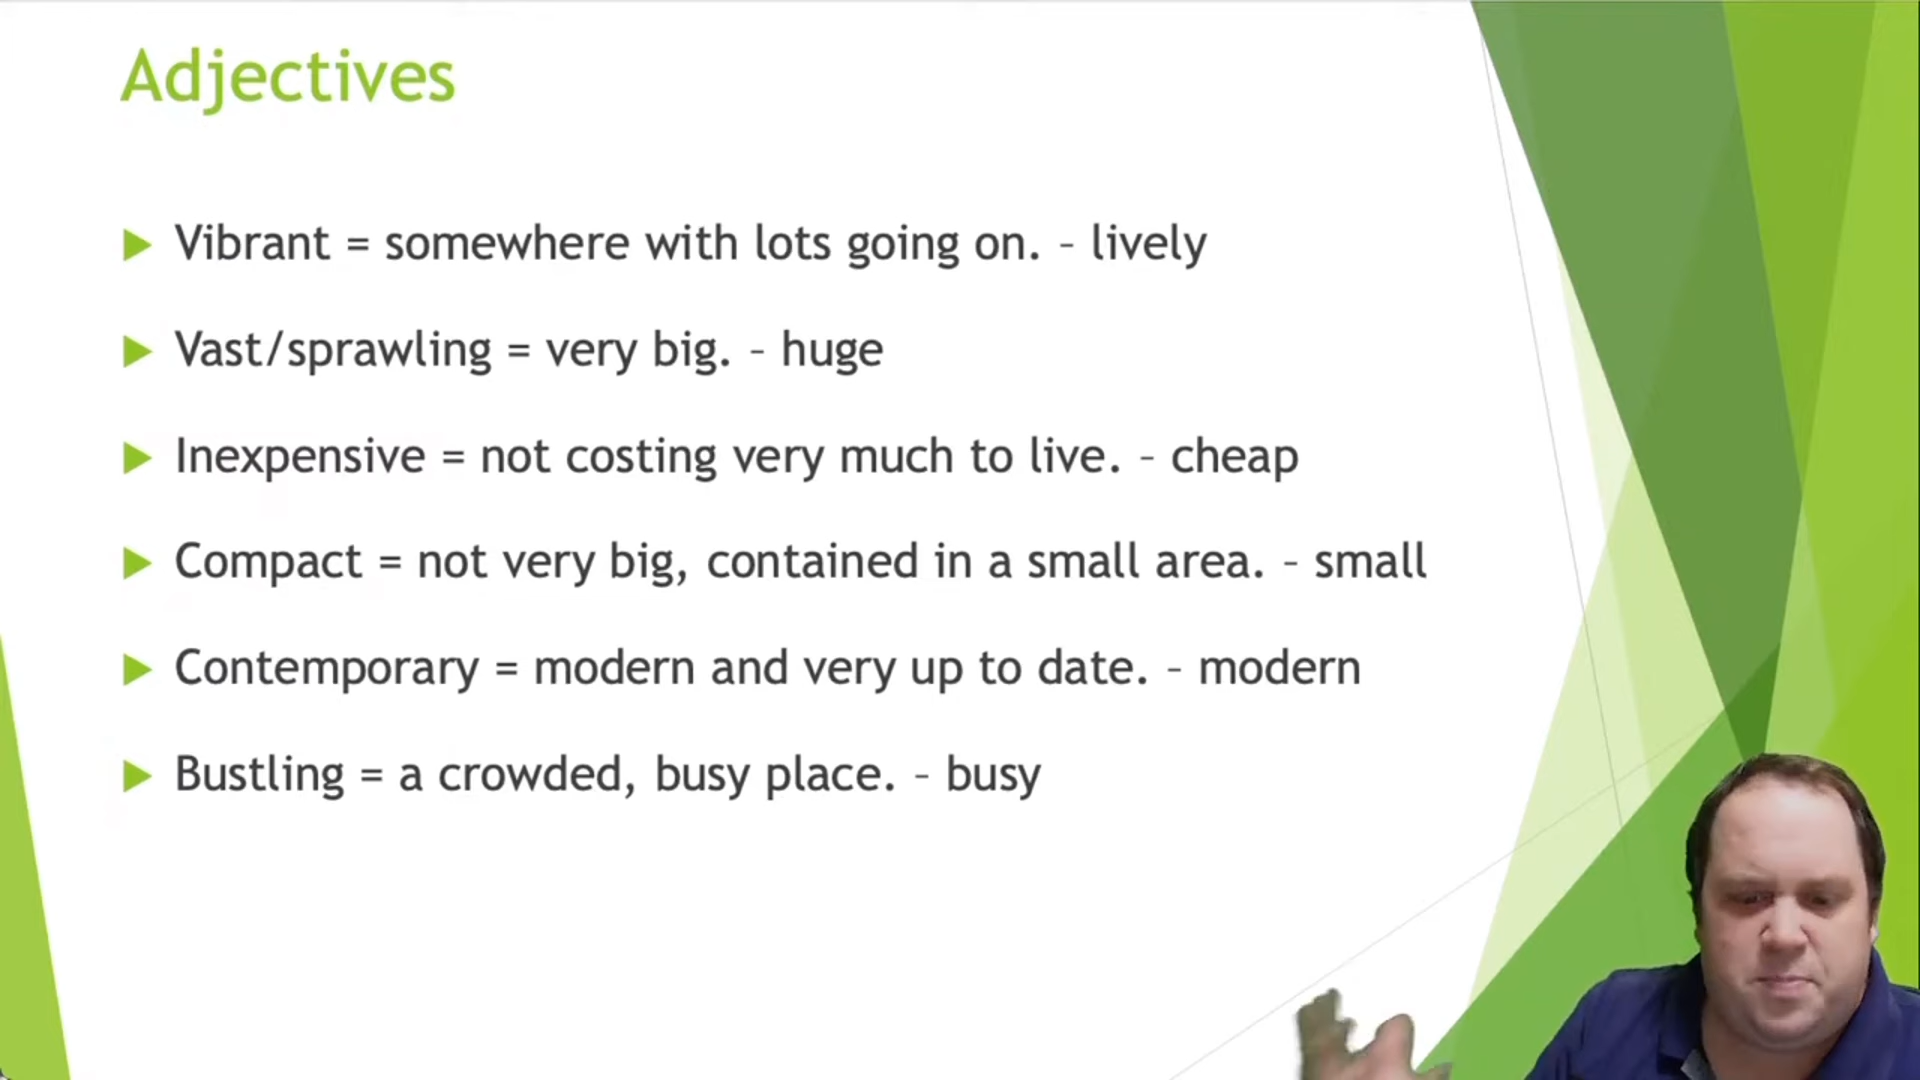 Adjectives
Vibrant = somewhere with lots going on. – lively
Vast/sprawling = very big. – huge
Inexpensive = not costing very much to live. – cheap
Compact = not very big, contained in a small area. – small
Contemporary = modern and very up to date. – modern
Bustling = a crowded, busy place. – busy